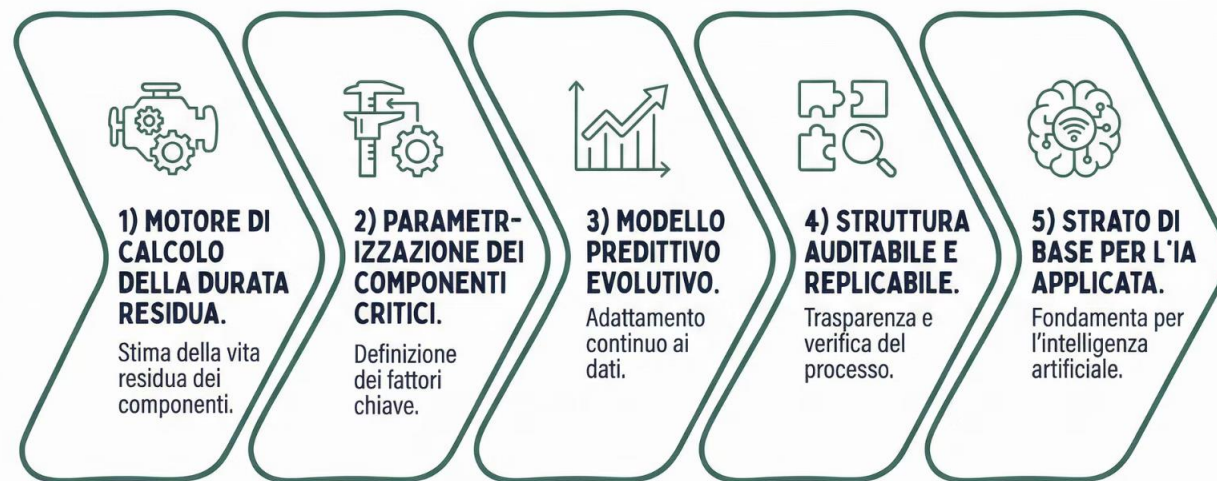 1) MOTORE DI
CALCOLO
DELLA DURATA
RESIDUA.
Stima della vita
residua dei
componenti.
2) PARAMETR-
IZZAZIONE DEI
COMPONENTI
CRITICI.
Definizione
dei fattori
chiave.
3) MODELLO
PREDITTIVO
EVOLUTIVO.
Adattamento
continuo ai
dati.
4) STRUTTURA
AUDITABILE E
REPLICABILE.
Trasparenza e
verifica del
processo.
5) STRATO DI
BASE PER L'IA
APPLICATA.
Fondamenta per
l'intelligenza
artificiale.